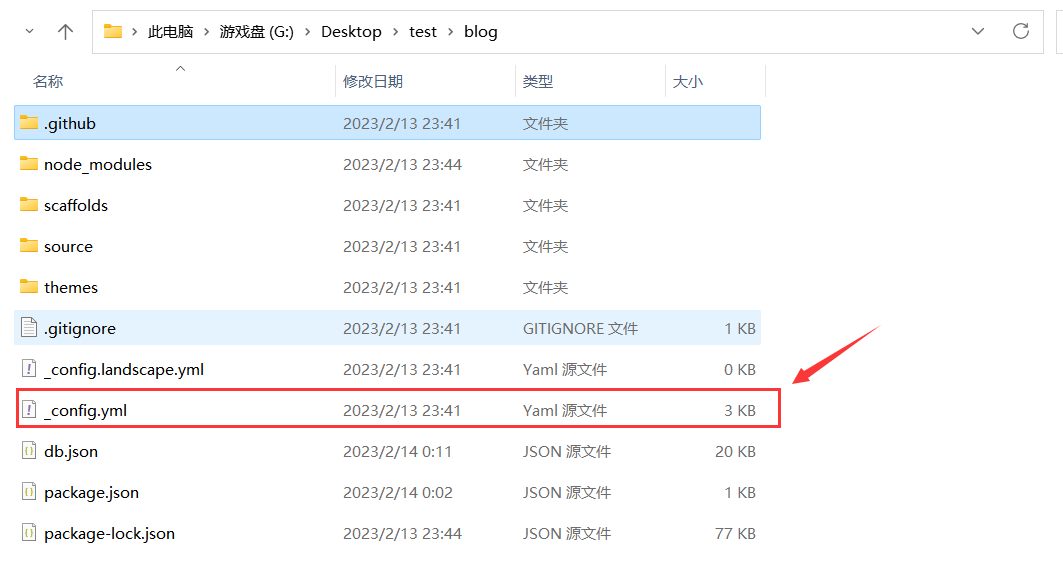 此电脑 › 游戏盘 (G:) › Desktop › test › blog
名称 修改日期 类型 大小
.github 2023/2/13 23:41 文件夹
node_modules 2023/2/13 23:44 文件夹
scaffolds 2023/2/13 23:41 文件夹
source 2023/2/13 23:41 文件夹
themes 2023/2/13 23:41 文件夹
.gitignore 2023/2/13 23:41 GITIGNORE 文件 1 KB
_config.landscape.yml 2023/2/13 23:41 Yaml 源文件 0 KB
_config.yml 2023/2/13 23:41 Yaml 源文件 3 KB
db.json 2023/2/14 0:11 JSON 源文件 20 KB
package.json 2023/2/14 0:02 JSON 源文件 1 KB
package-lock.json 2023/2/13 23:44 JSON 源文件 77 KB